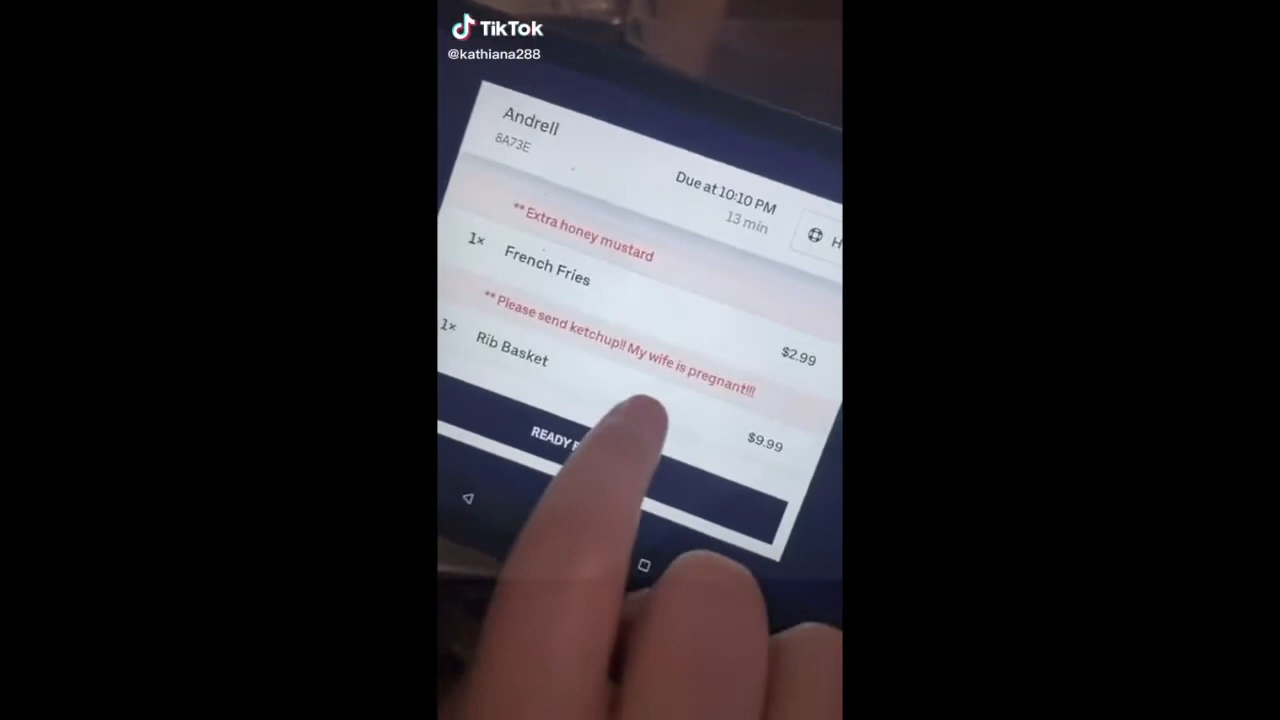 TikTok
@kathiana288
Andrell
8A73E
Due at 10:10 PM
13 min
H
**Extra honey mustard
1× French Fries
$2.99
**Please send ketchup!! My wife is pregnant!!!
1× Rib Basket
$9.99
READY